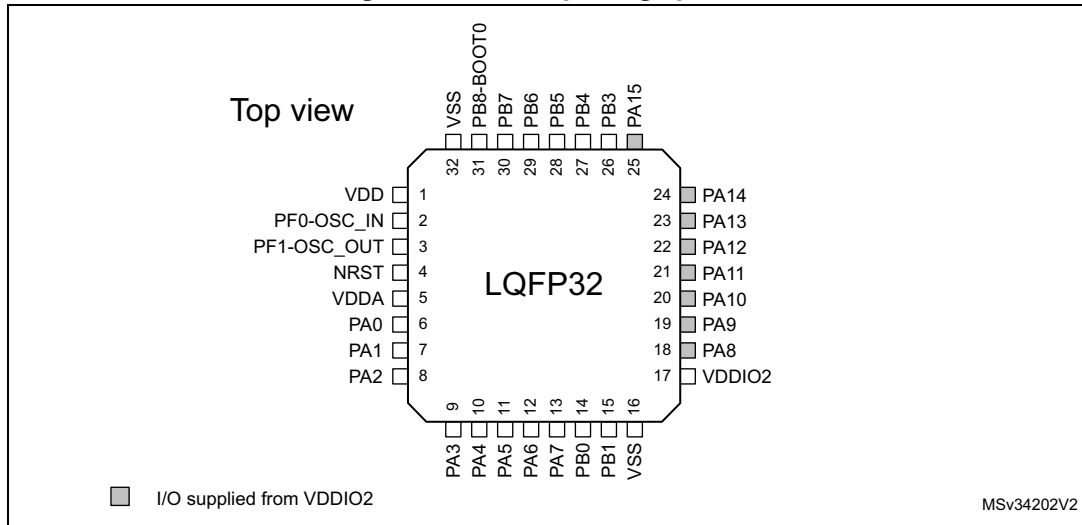 Top view
VSS
PB8-BOOT0
PB7
PB6
PB5
PB4
PB3
PA15
32
31
30
29
28
27
26
25
VDD 1
PF0-OSC_IN 2
PF1-OSC_OUT 3
NRST 4
VDDA 5
PA0 6
PA1 7
PA2 8
LQFP32
24 PA14
23 PA13
22 PA12
21 PA11
20 PA10
19 PA9
18 PA8
17 VDDIO2
9
10
11
12
13
14
15
16
PA3
PA4
PA5
PA6
PA7
PB0
PB1
VSS
I/O supplied from VDDIO2
MSv34202V2